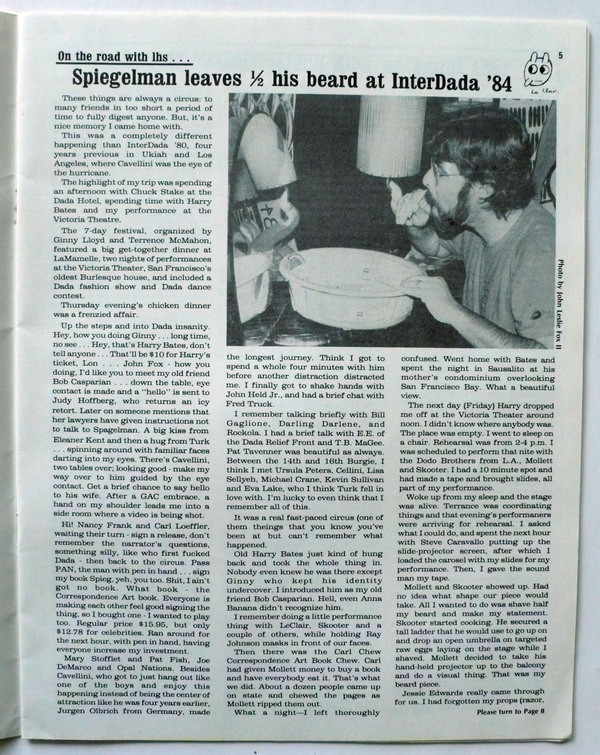 On the road with lhs . . .
Spiegelman leaves ½ his beard at InterDada '84
La Clair.
5
These things are always a circus: to
many friends in too short a period of
time to fully digest anyone. But, it's a
nice memory I came home with.
This was a completely different
happening than InterDada '80, four
years previous in Ukiah and Los
Angeles, where Cavellini was the eye of
the hurricane.
The highlight of my trip was spending
an afternoon with Chuck Stake at the
Dada Hotel, spending time with Harry
Bates and my performance at the
Victoria Theatre.
The 7-day festival, organized by
Ginny Lloyd and Terrence McMahon,
featured a big get-together dinner at
LaMamelle, two nights of performances
at the Victoria Theater, San Francisco's
oldest Burlesque house, and included a
Dada fashion show and Dada dance
contest.
Thursday evening's chicken dinner
was a frenzied affair.
Up the steps and into Dada insanity.
Hey, how you doing Ginny . . . long time,
no see . . . Hey, that's Harry Bates, don't
tell anyone . . . That'll be $10 for Harry's
ticket, Lon . . . John Fox - how you
doing, I'd like you to meet my old friend
Bob Casparian . . . down the table, eye
contact is made and a "hello" is sent to
Judy Hoffberg, who returns an icy
retort. Later on someone mentions that
her lawyers have given instructions not
to talk to Spagelman. A big kiss from
Eleaner Kent and then a hug from Turk
. . . spinning around with familiar faces
darting into my eyes. There's Cavellini,
two tables over; looking good - make my
way over to him guided by the eye
contact. Get a brief chance to say hello
to his wife. After a GAC embrace, a
hand on my shoulder leads me into a
side room where a video is being shot.
Hi! Nancy Frank and Carl Loeffler,
waiting their turn - sign a release, don't
remember the narrator's questions,
something silly, like who first fucked
Dada - then back to the circus. Pass
PAN, the man with pen in hand . . . sign
my book Spieg, yeh, you too. Shit, I ain't
got no book. What book - the
Correspondence Art book. Everyone is
making each other feel good signing the
thing, so I bought one - I wanted to play
too. Regular price $15.95, but only
$12.78 for celebrities. Ran around for
the next hour, with pen in hand, having
everyone increase my investment.
Mary Stofflet and Pat Fish, Joe
DeMarco and Opal Nations. Besides
Cavellini, who got to just hang out like
one of the boys and enjoy this
happening instead of being the center of
attraction like he was four years earlier,
Jurgen Olbrich from Germany, made
the longest journey. Think I got to
spend a whole four minutes with him
before another distraction distracted
me. I finally got to shake hands with
John Held Jr., and had a brief chat with
Fred Truck.
I remember talking briefly with Bill
Gaglione, Darling Darlene, and
Rockola. I had a brief talk with E.E. of
the Dada Relief Front and T.B. MaGee.
Pat Tavenner was beautiful as always.
Between the 14th and 16th Burgie, I
think I met Ursula Peters, Cellini, Lisa
Sellyeh, Michael Crane, Kevin Sullivan
and Eva Lake, who I think Turk fell in
love with. I'm lucky to even think that I
remember all of this.
It was a real fast-paced circus (one of
them theings that you know you've
been at but can't remember what
happened.
Old Harry Bates just kind of hung
back and took the whole thing in.
Nobody even knew he was there except
Ginny who kept his identity
undercover. I introduced him as my old
friend Bob Casparian. Hell, even Anna
Banana didn't recognize him.
I remember doing a little performance
thing with LeClair, Skooter and a
couple of others, while holding Ray
Johnson masks in front of our faces.
Then there was the Carl Chew
Correspondence Art Book Chew. Carl
had given Mollett money to buy a book
and have everybody eat it. That's what
we did. About a dozen people came up
on state and chewed the pages as
Mollett ripped them out.
What a night—I left thoroughly
Photo by John Leslie Fox II
confused. Went home with Bates and
spent the night in Sausalito at his
mother's condominium overlooking
San Francisco Bay. What a beautiful
view.
The next day (Friday) Harry dropped
me off at the Victoria Theater around
noon. I didn't know where anybody was.
The place was empty. I went to sleep on
a chair. Rehearsal was from 2-4 p.m. I
was scheduled to perform that nite with
the Dodo Brothers from L.A., Mollett
and Skooter. I had a 10 minute spot and
had made a tape and brought slides, all
part of my performance.
Woke up from my sleep and the stage
was alive. Terrance was coordinating
things and that evening's performers
were arriving for rehearsal. I asked
what I could do, and spent the next hour
with Steve Carawallo putting up the
slide-projector screen, after which I
loaded the carosel with my slides for my
performance. Then, I gave the sound
man my tape.
Mollett and Skooter showed up. Had
no idea what shape our piece would
take. All I wanted to do was shave half
my beard and make my statement.
Skooter started cooking. He secured a
tall ladder that he would use to go up on
and drop an open umbrella on targeted
raw eggs laying on the stage while I
shaved. Mollett decided to take his
hand-held projector up to the balcony
and do a visual thing. That was my
beard piece.
Jessie Edwards really came through
for us. I had forgotten my props (razor,
Please turn to Page 8